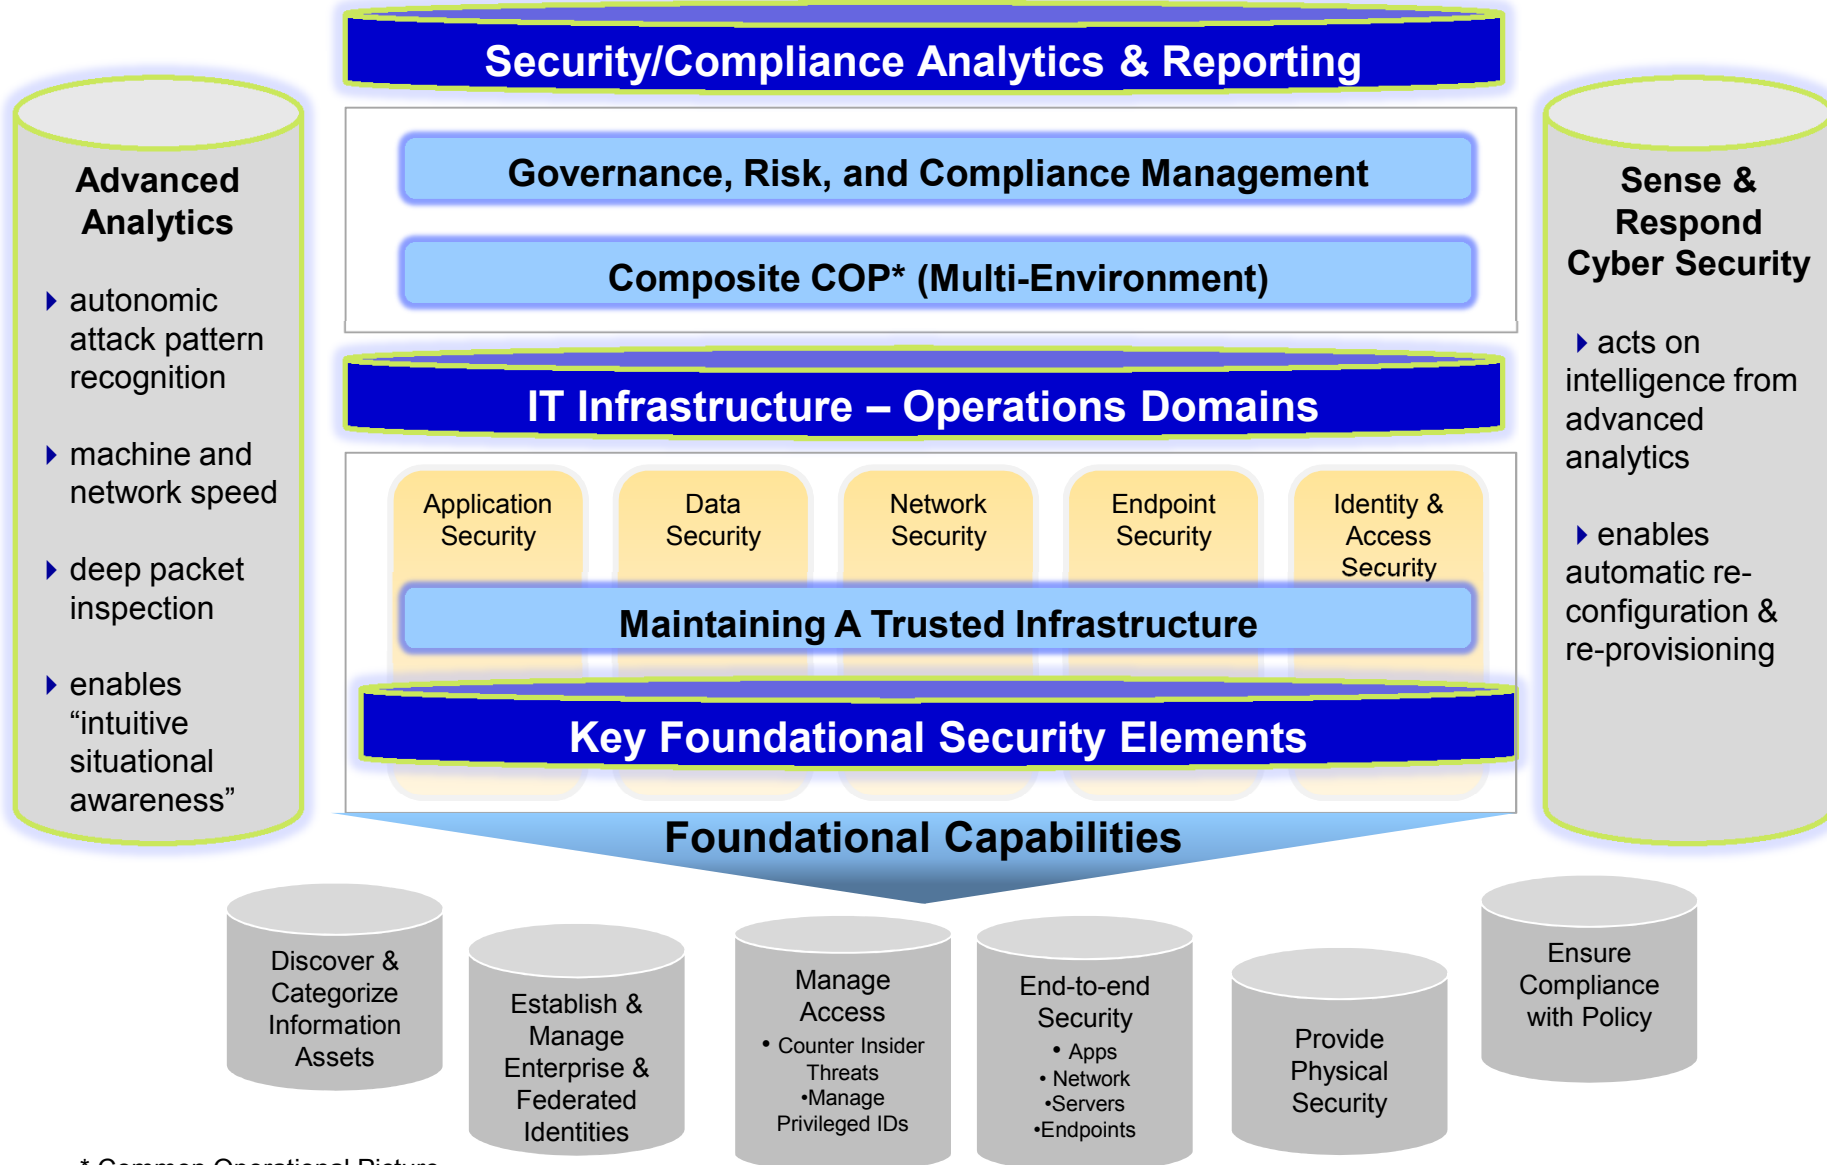 Security/Compliance Analytics & Reporting
Advanced
Analytics
▸ autonomic
attack pattern
recognition
▸ machine and
network speed
▸ deep packet
inspection
▸ enables
“intuitive
situational
awareness”
Governance, Risk, and Compliance Management
Composite COP* (Multi-Environment)
IT Infrastructure – Operations Domains
Application
Security
Data
Security
Network
Security
Endpoint
Security
Identity &
Access
Security
Maintaining A Trusted Infrastructure
Key Foundational Security Elements
Sense &
Respond
Cyber Security
▸ acts on
intelligence from
advanced
analytics
▸ enables
automatic re-
configuration &
re-provisioning
Foundational Capabilities
Discover &
Categorize
Information
Assets
Establish &
Manage
Enterprise &
Federated
Identities
Manage
Access
• Counter Insider
Threats
•Manage
Privileged IDs
End-to-end
Security
• Apps
• Network
•Servers
•Endpoints
Provide
Physical
Security
Ensure
Compliance
with Policy
* Common Operational Picture